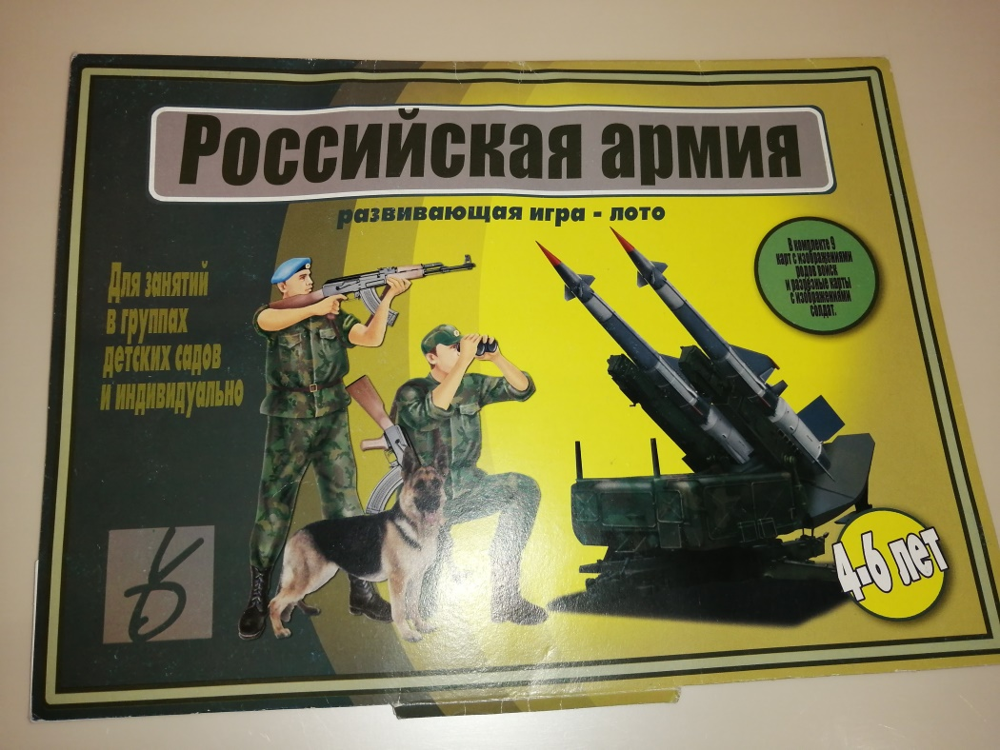 Российская армия
развивающая игра - лото
Для занятий
в группах
детских садов
и индивидуально
В комплекте 9
карт с изображениями
родов войск
и разрезные карты
с изображениями
солдат.
4-6 лет